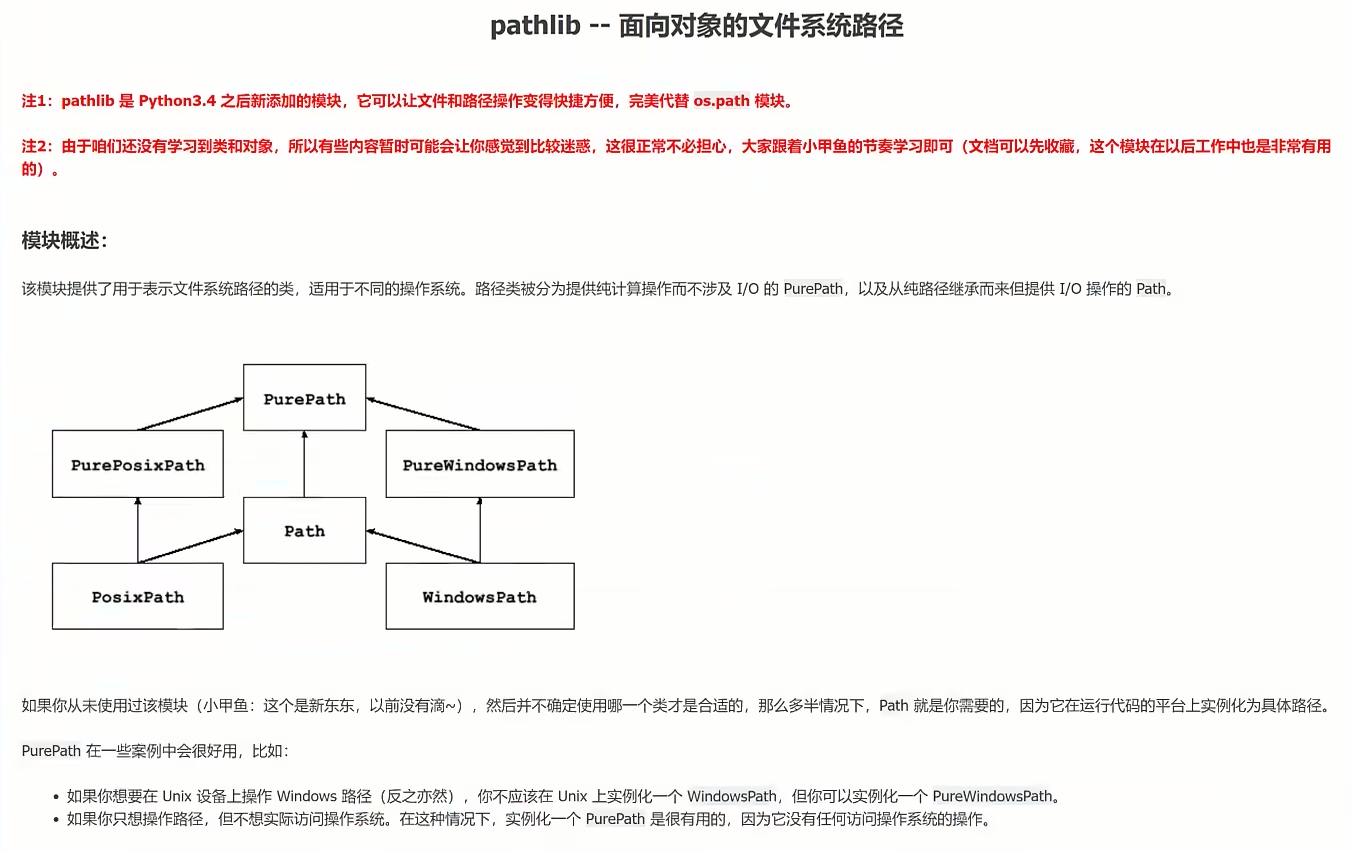 pathlib -- 面向对象的文件系统路径
注1：pathlib 是 Python3.4 之后新添加的模块，它可以让文件和路径操作变得快捷方便，完美代替 os.path 模块。
注2：由于咱们还没有学习到类和对象，所以有些内容暂时可能会让你感觉到比较迷惑，这很正常不必担心，大家跟着小甲鱼的节奏学习即可（文档可以先收藏，这个模块在以后工作中也是非常有用
的）。
模块概述：
该模块提供了用于表示文件系统路径的类，适用于不同的操作系统。路径类被分为提供纯计算操作而不涉及 I/O 的 PurePath，以及从纯路径继承而来但提供 I/O 操作的 Path。
PurePath
PurePosixPath
PureWindowsPath
Path
PosixPath
WindowsPath
如果你从未使用过该模块（小甲鱼：这个是新东东，以前没有滴~），然后并不确定使用哪一个类才是合适的，那么多半情况下，Path 就是你需要的，因为它在运行代码的平台上实例化为具体路径。
PurePath 在一些案例中会很好用，比如：
• 如果你想要在 Unix 设备上操作 Windows 路径（反之亦然），你不应该在 Unix 上实例化一个 WindowsPath，但你可以实例化一个 PureWindowsPath。
• 如果你只想操作路径，但不想实际访问操作系统。在这种情况下，实例化一个 PurePath 是很有用的，因为它没有任何访问操作系统的操作。